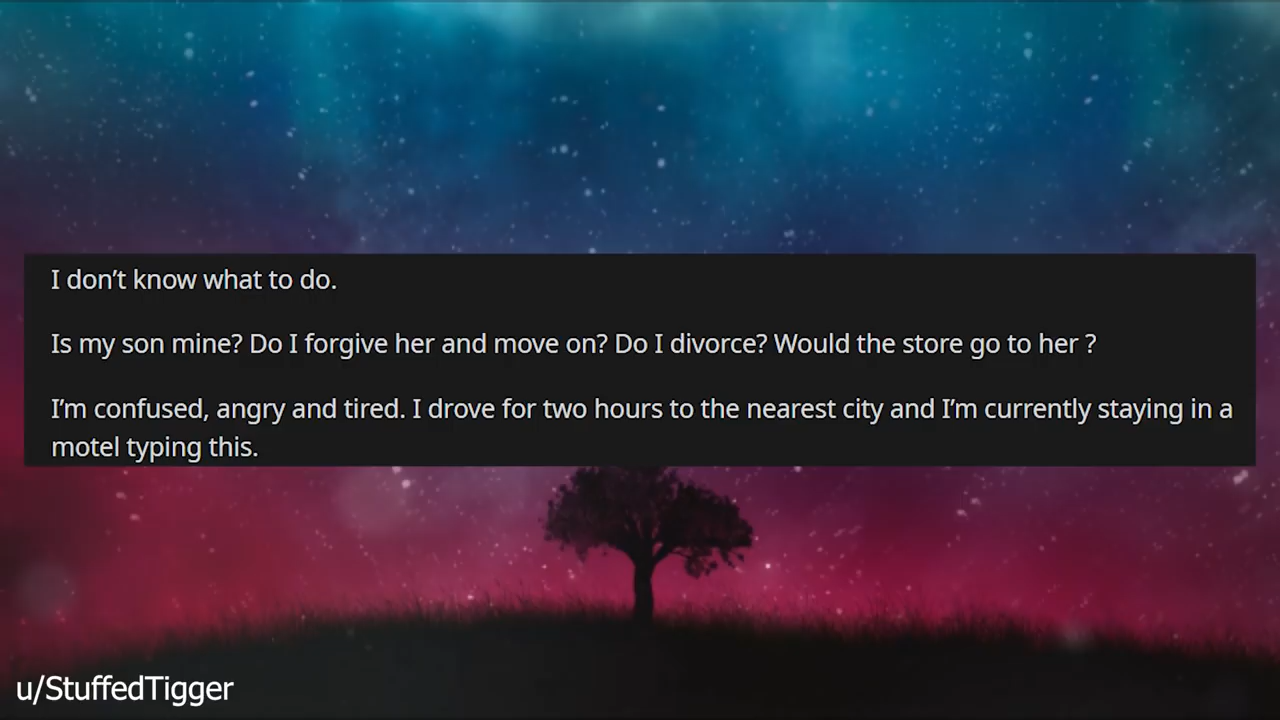 I don’t know what to do.
Is my son mine? Do I forgive her and move on? Do I divorce? Would the store go to her ?
I’m confused, angry and tired. I drove for two hours to the nearest city and I’m currently staying in a
motel typing this.
u/StuffedTigger